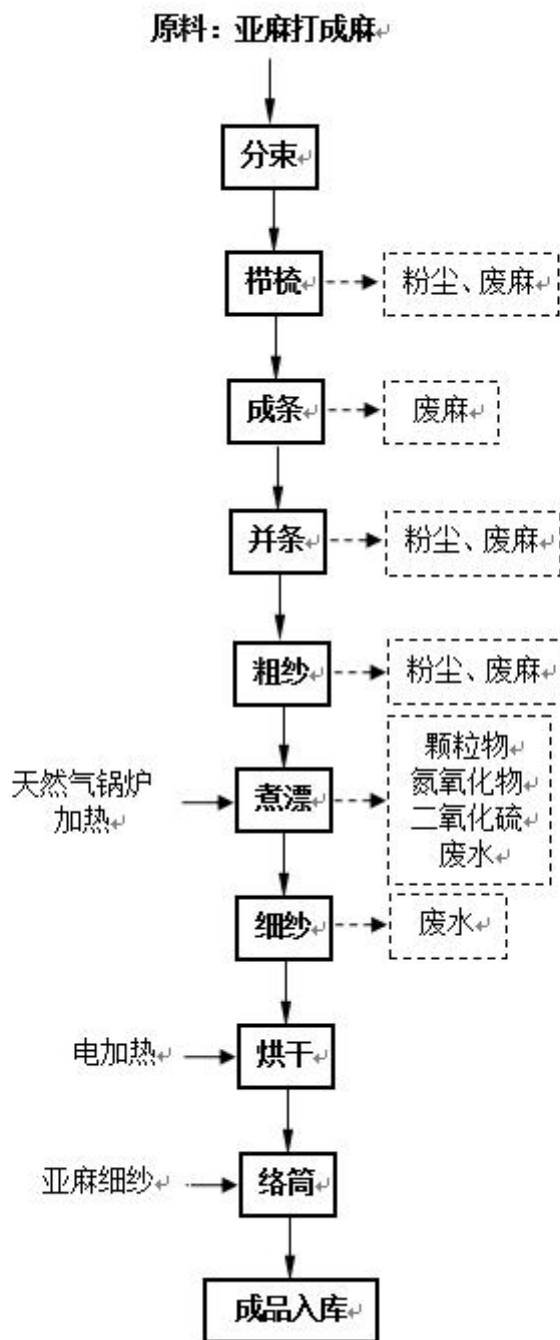 原料：亚麻打成麻
分束
栉梳
粉尘、废麻
成条
废麻
并条
粉尘、废麻
粗纱
粉尘、废麻
天然气锅炉
加热
煮漂
颗粒物
氮氧化物
二氧化硫
废水
细纱
废水
电加热
烘干
亚麻细纱
络筒
成品入库